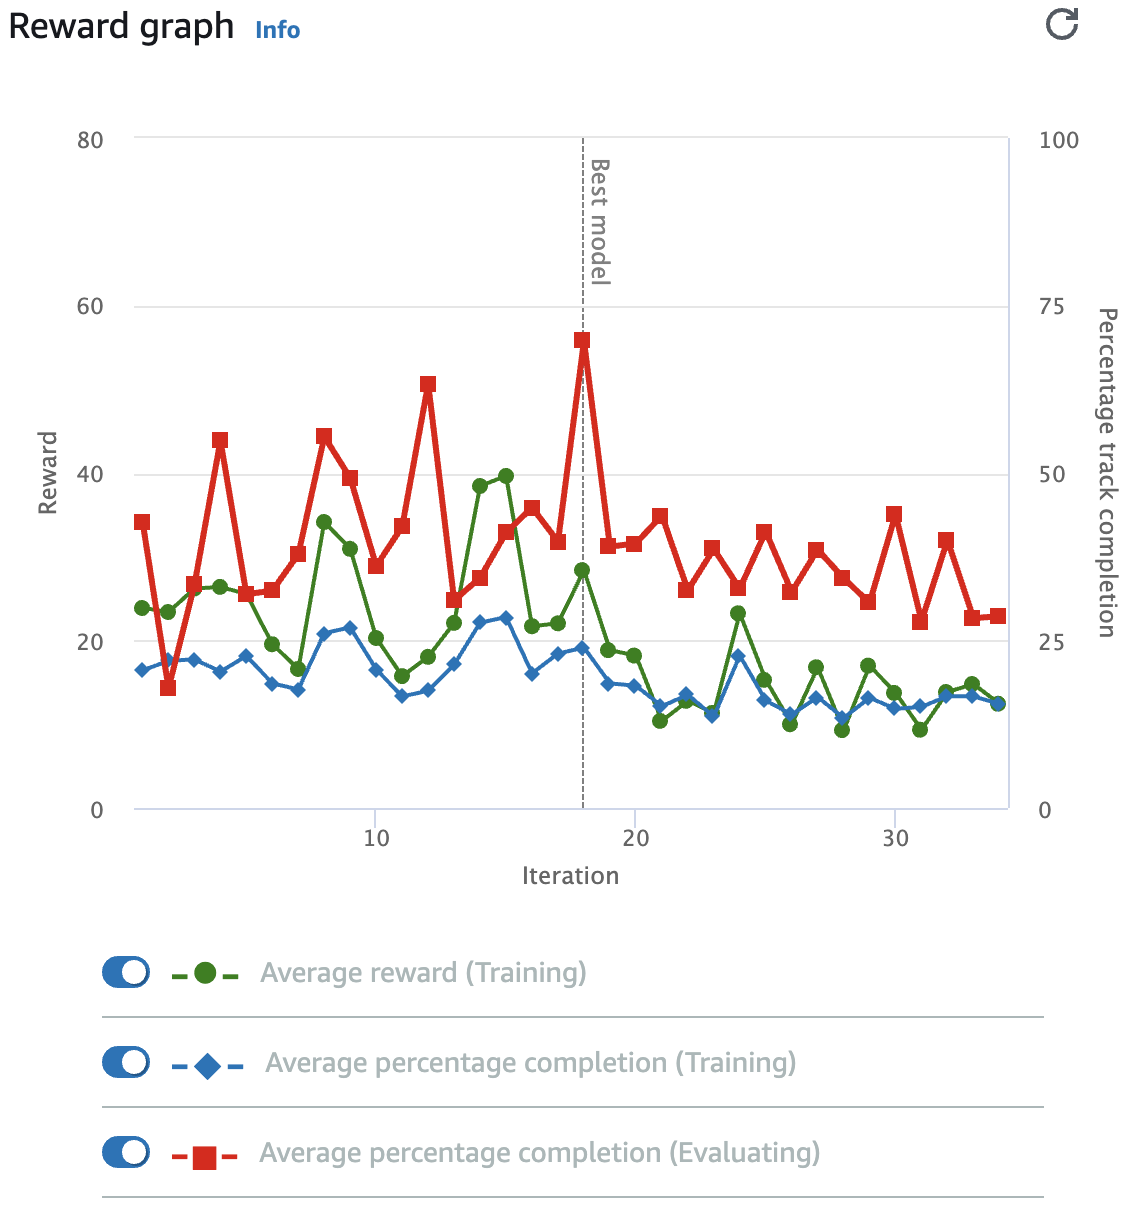 Reward graph Info
80
100
Best model
60
75
Percentage track completion
Reward
40
50
20
25
0
0
10
20
30
Iteration
Average reward (Training)
Average percentage completion (Training)
Average percentage completion (Evaluating)